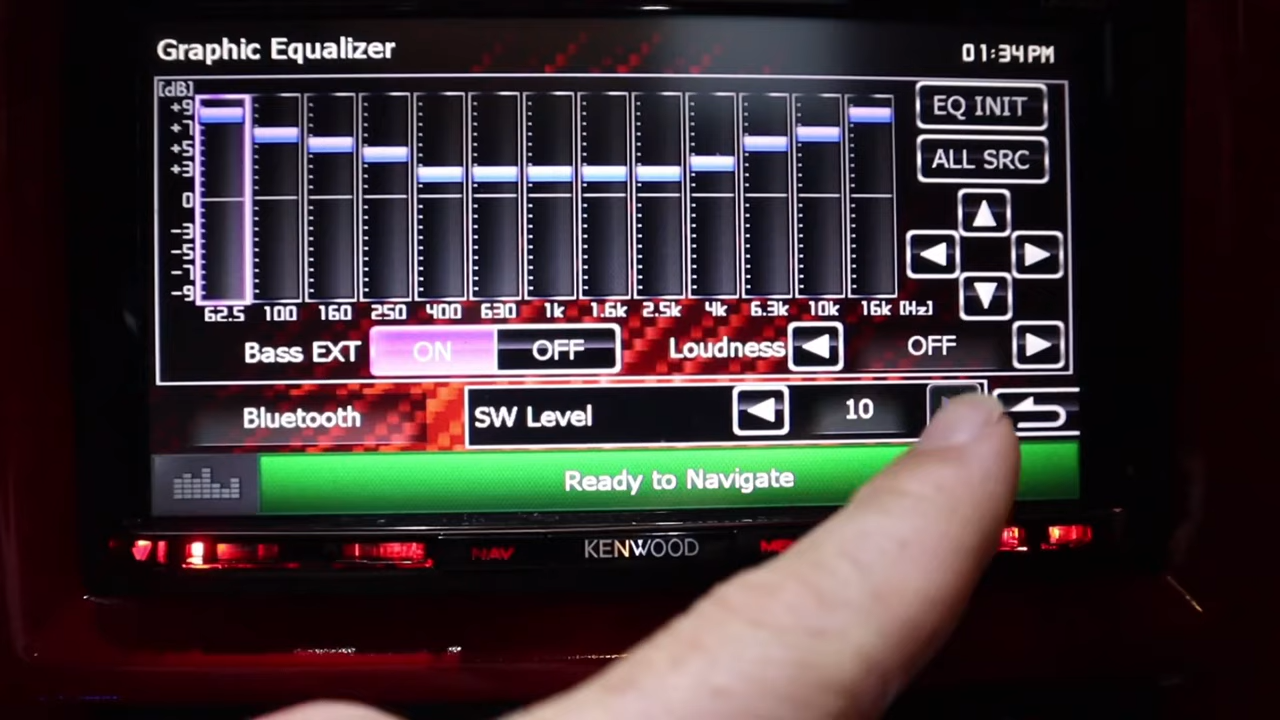 Graphic Equalizer
01:34PM
[dB]
+9
+7
+5
+3
0
-3
-5
-7
-9
62.5 100 160 250 400 630 1k 1.6k 2.5k 4k 6.3k 10k 16k [Hz]
EQ INIT
ALL SRC
Bass EXT ON OFF Loudness OFF
Bluetooth SW Level 10
Ready to Navigate
NAV KENWOOD